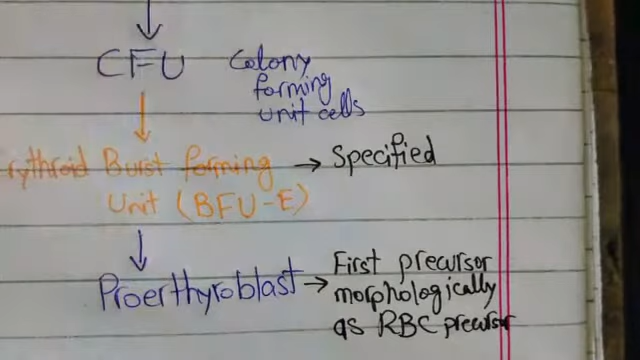 CFU Colony
forming
unit cells
rythroid Burst forming → Specified
Unit (BFU-E)
Proerthyroblast → First precursor
morphologically
as RBC precursor